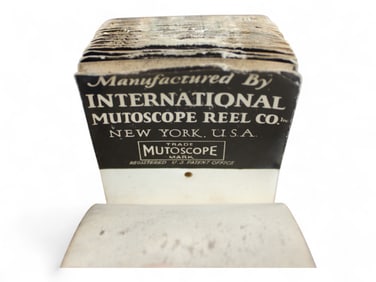 Manufactured By
INTERNATIONAL
MUTOSCOPE REEL CO. Inc.
NEW YORK, U.S.A.
TRADE
MUTOSCOPE
MARK
REGISTERED U.S. PATENT OFFICE